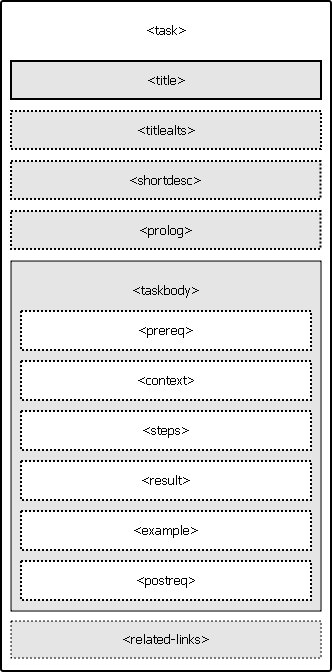 <task>
<title>
<titlealts>
<shortdesc>
<prolog>
<taskbody>
<prereq>
<context>
<steps>
<result>
<example>
<postreq>
<related-links>